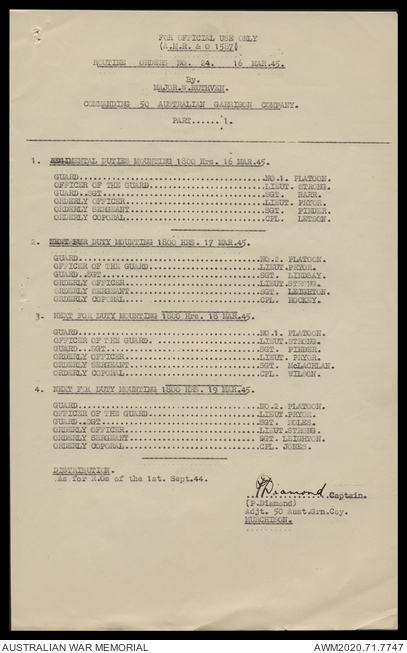 FOR OFFICIAL USE ONLY
(A.M.R. & O 1587)
ROUTINE ORDERS NO. 24. 16 MAR.45.
By.
MAJOR.W.RUTHVEN.
COMMANDING 50 AUSTRALIAN GARRISON COMPANY.
PART......1.
1. REGIMENTAL DUTIES MOUNTING 1800 Hrs. 16 MAR.45.
GUARD...............................................NO.1. PLATOON.
OFFICER OF THE GUARD................................LIEUT. STRONG.
GUARD.SGT...........................................SGT. BARR.
ORDERLY OFFICER.....................................LIEUT. PRYOR.
ORDERLY SERGEANT....................................SGT. PINDER.
ORDERLY COPORAL.....................................CPL. LETSON.
2. NEXT FOR DUTY MOUNTING 1800 HRS. 17 MAR.45.
GUARD...............................................NO.2. PLATOON.
OFFICER OF THE GUARD................................LIEUT.PRYOR.
GUARD.SGT...........................................SGT. LINDSAY.
ORDERLY OFFICER.....................................LIEUT.STRONG.
ORDERLY SERGEANT....................................SGT. LEIGHTON.
ORDERLY COPORAL.....................................CPL. HOCKEY.
3. NEXT FOR DUTY MOUNTING 1800 Hrs. 18 MAR.45.
GUARD...............................................NO.1. PLATOON.
OFFICER OF THE GUARD................................LIEUT.STRONG.
GUARD..SGT..........................................SGT. PINDER.
ORDERLY OFFICER.....................................LIEUT. PRYOR.
ORDERLY SERGEANT....................................SGT. McLACHLAN.
ORDERLY COPORAL.....................................CPL. WILSON.
4. NEXT FOR DUTY MOUNTING 1800 HRS. 19 MAR.45.
GUARD...............................................NO.2. PLATOON.
OFFICER OF THE GUARD................................LIEUT.PRYOR.
GUARD..SGT..........................................SGT. NOLES.
ORDERLY OFFICER.....................................LIEUT.STRONG.
ORDERLY SERGEANT....................................SGT. LEIGHTON.
ORDERLY COPORAL.....................................CPL. JONES.
DISTRIBUTION.
As for R.Os of the 1st. Sept.44.
P Diamond Captain.
(P.Diamond)
Adjt. 50 Aust.Grn.Coy.
MURCHISON.
AUSTRALIAN WAR MEMORIAL
AWM2020.71.7747